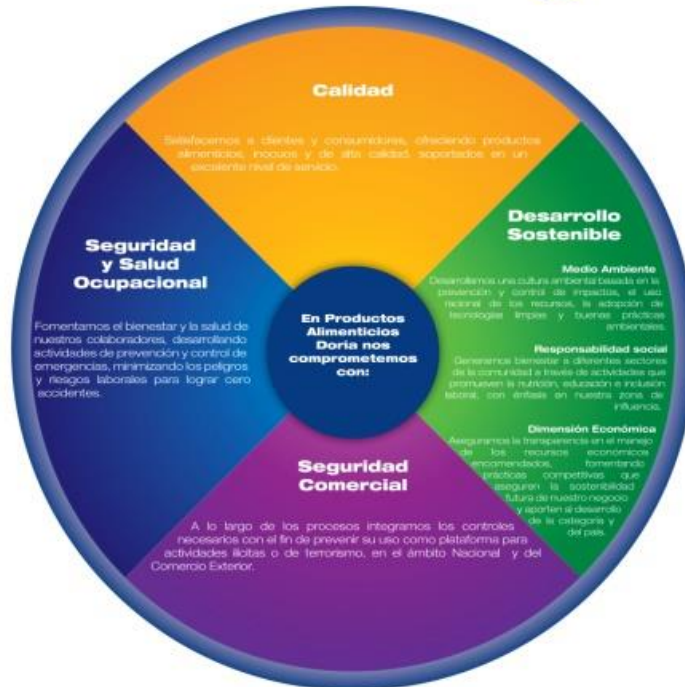 Calidad
Satisfacemos a clientes y consumidores, ofreciendo productos
alimenticios, inocuos y de alta calidad, soportados en un
excelente nivel de servicio.
Desarrollo
Sostenible
Medio Ambiente
Desarrollamos una cultura ambiental basada en la
prevención y control de impactos, el uso
racional de los recursos, la adopción de
tecnologías limpias y buenas prácticas
ambientales.
Responsabilidad social
Generamos bienestar a diferentes sectores
de la comunidad a través de actividades que
promueven la nutrición, educación e inclusión
laboral, con énfasis en nuestra zona de
influencia.
Dimensión Económica
Aseguramos la transparencia en el manejo
de los recursos económicos
encomendados, fomentando
prácticas competitivas que
aseguren la sostenibilidad
futura de nuestro negocio
y aporten al desarrollo
de la categoría y
del país.
Seguridad
y Salud
Ocupacional
Fomentamos el bienestar y la salud de
nuestros colaboradores, desarrollando
actividades de prevención y control de
emergencias, minimizando los peligros
y riesgos laborales para lograr cero
accidentes.
En Productos
Alimenticios
Doria nos
comprometemos
con:
Seguridad
Comercial
A lo largo de los procesos integramos los controles
necesarios con el fin de prevenir su uso como plataforma para
actividades ilícitas o de terrorismo, en el ámbito Nacional y del
Comercio Exterior.